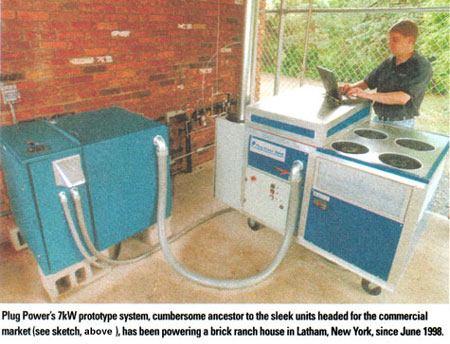 Plug Power's 7kW prototype system, cumbersome ancestor to the sleek units headed for the commercial
market (see sketch, above ), has been powering a brick ranch house in Latham, New York, since June 1998.